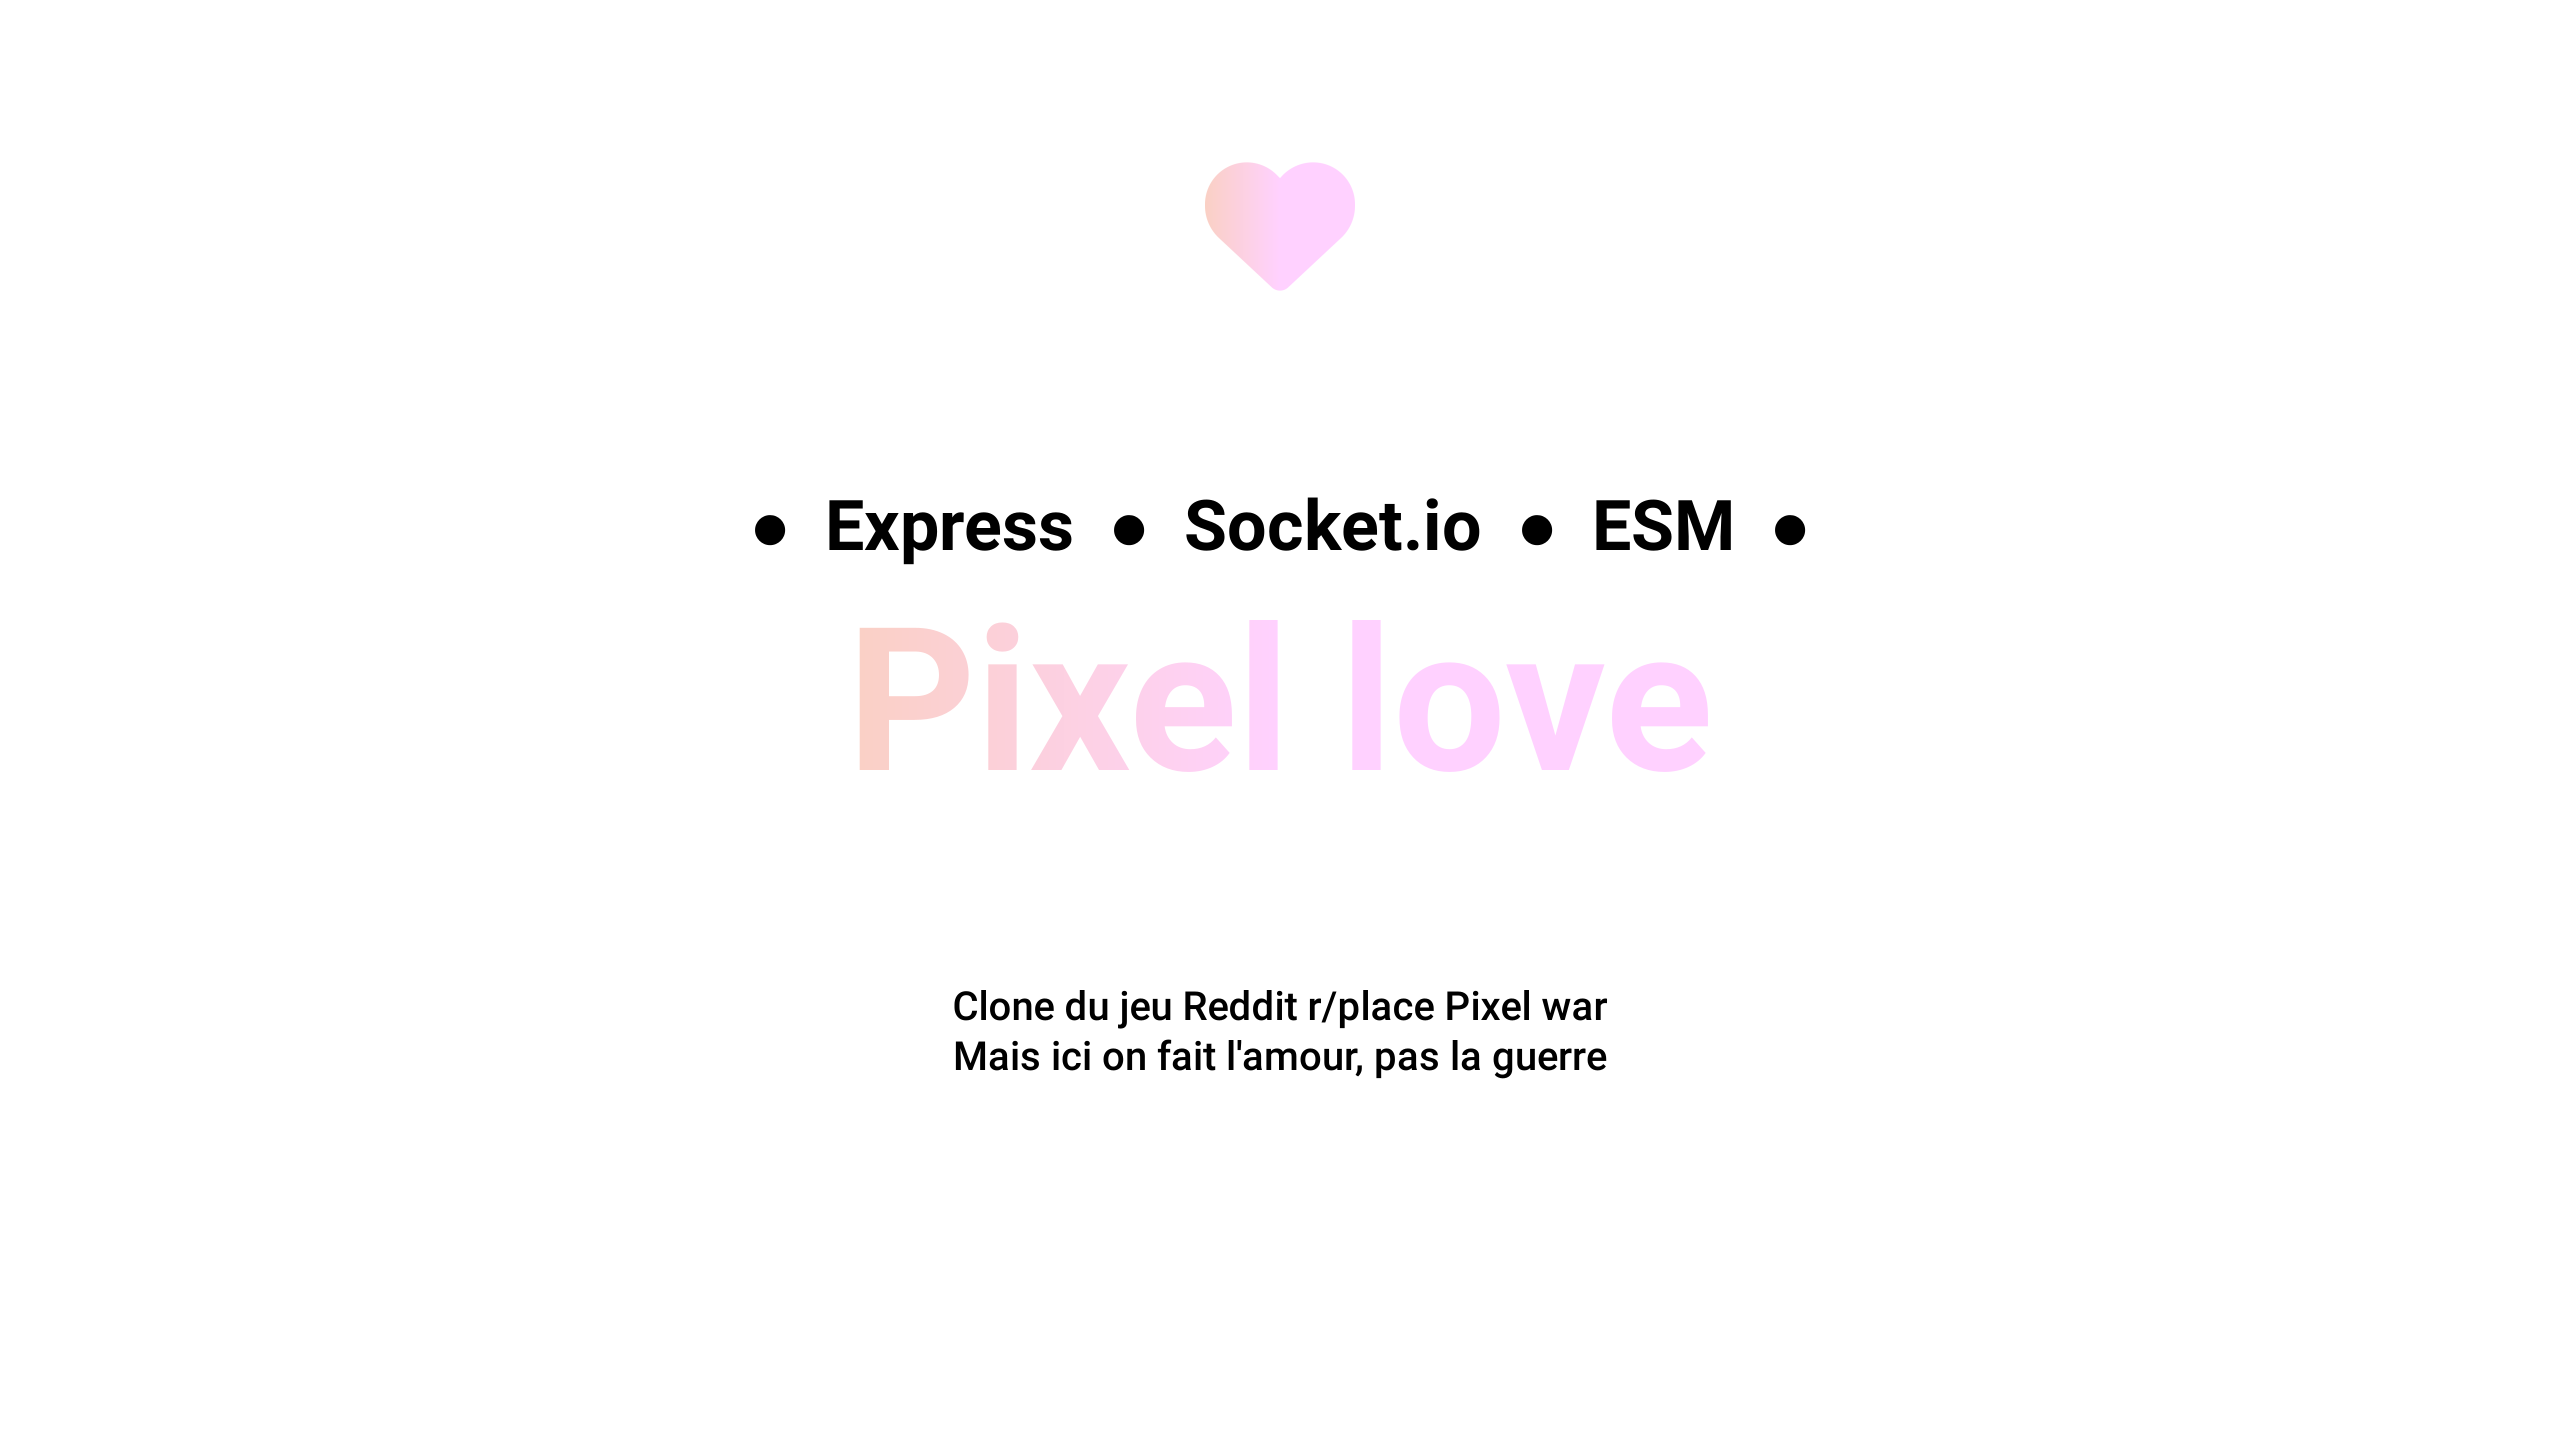 ● Express ● Socket.io ● ESM ●
Pixel love
Clone du jeu Reddit r/place Pixel war
Mais ici on fait l'amour, pas la guerre